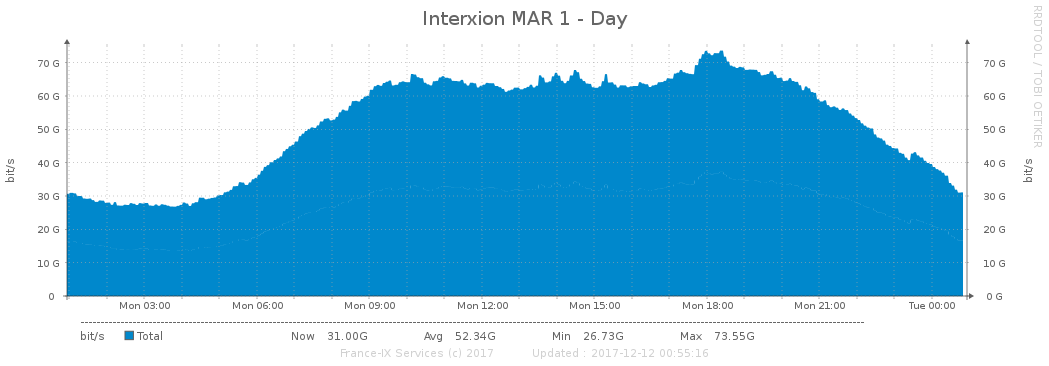 Interxion MAR 1 - Day
RRDTOOL / TOBI OETIKER
bit/s
bit/s
70 G 70 G
60 G 60 G
50 G 50 G
40 G 40 G
30 G 30 G
20 G 20 G
10 G 10 G
0 0 G
Mon 03:00 Mon 06:00 Mon 09:00 Mon 12:00 Mon 15:00 Mon 18:00 Mon 21:00 Tue 00:00
bit/s Total Now 31.00G Avg 52.34G Min 26.73G Max 73.55G
France-IX Services (c) 2017 Updated : 2017-12-12 00:55:16